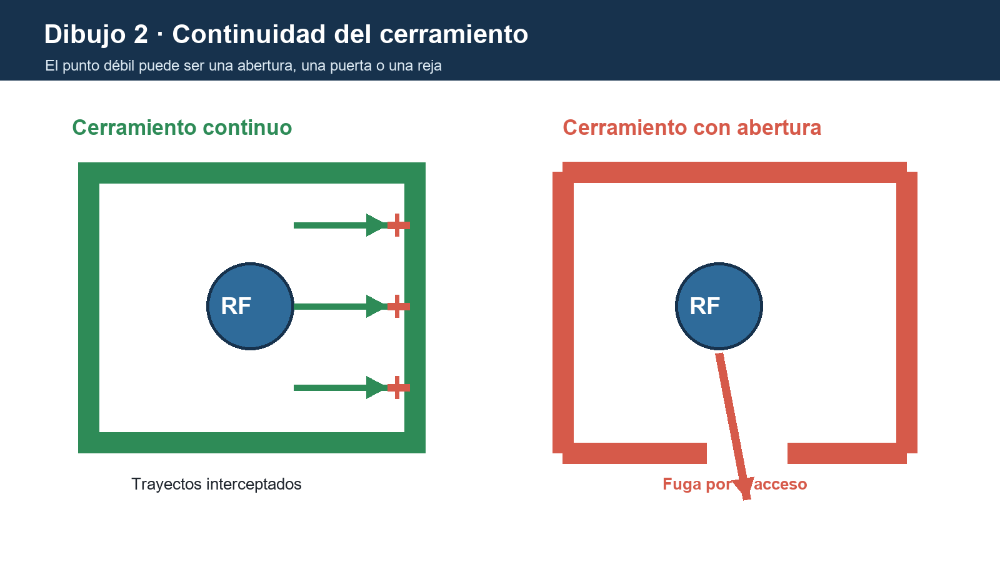 Dibujo 2 · Continuidad del cerramiento
El punto débil puede ser una abertura, una puerta o una reja
Cerramiento continuo
Cerramiento con abertura
RF
RF
Trayectos interceptados
Fuga por acceso